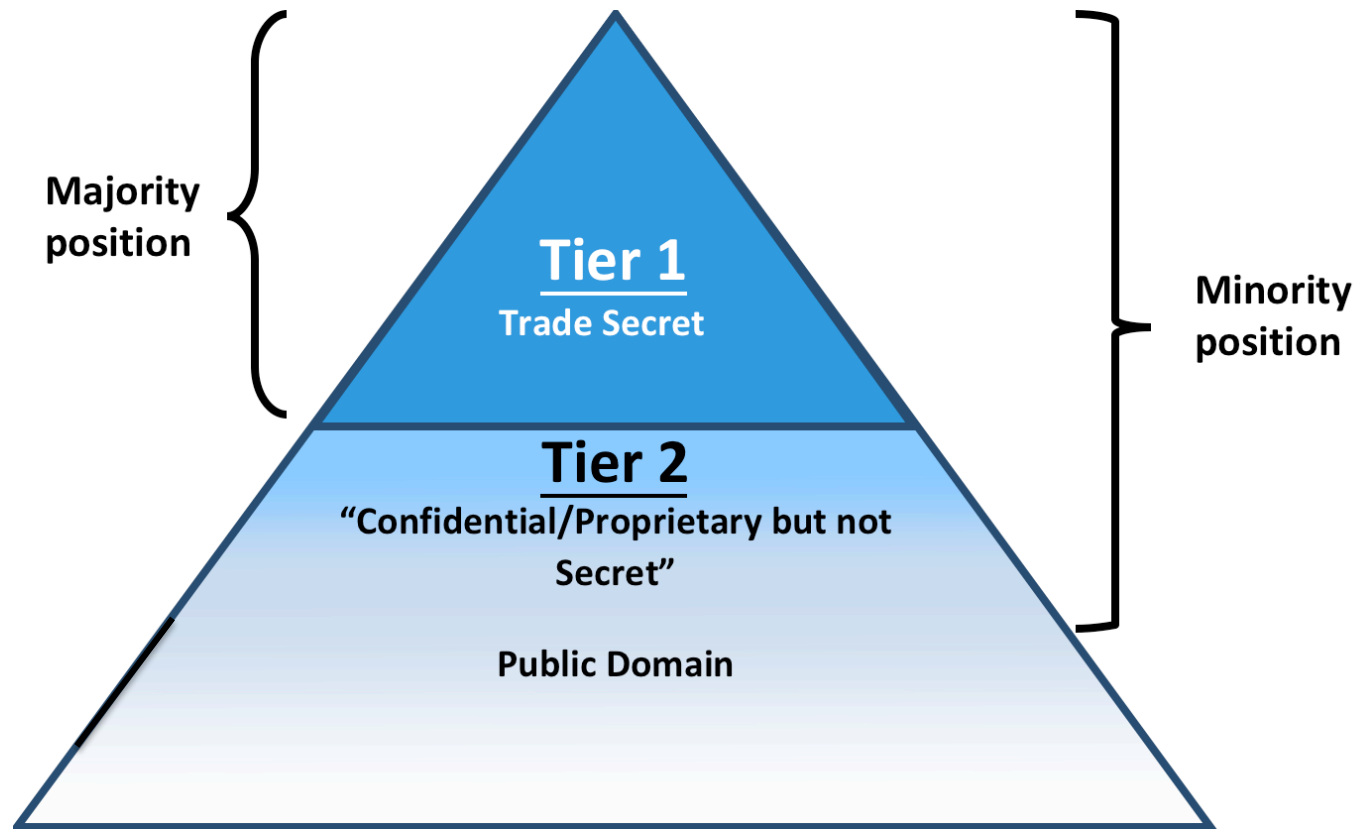 Majority
position
Tier 1
Trade Secret
Minority
position
Tier 2
“Confidential/Proprietary but not
Secret”
Public Domain